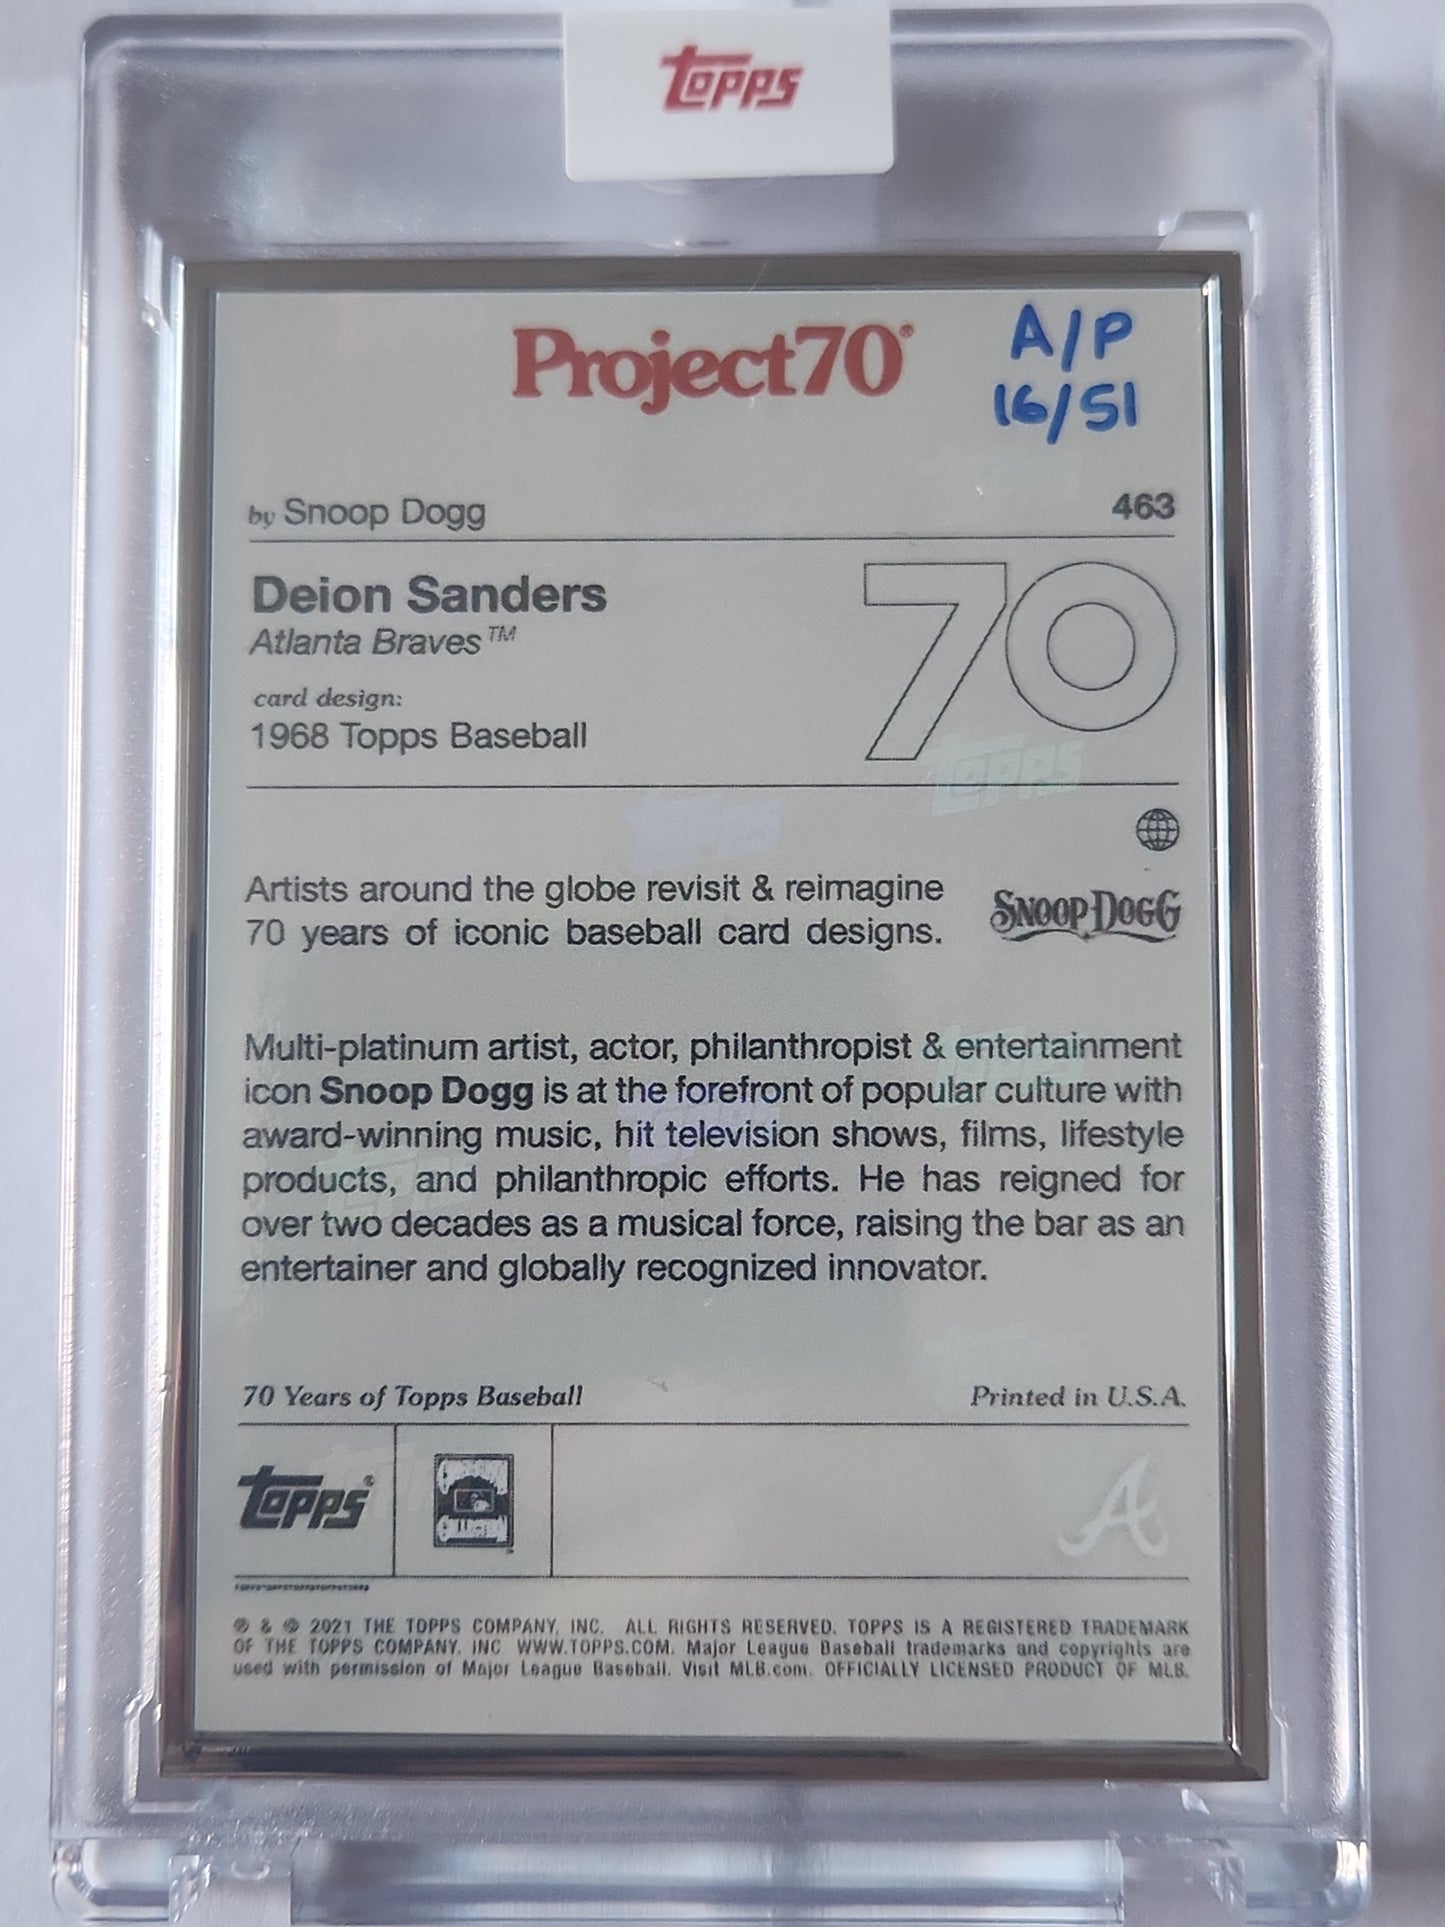 Topps
Project70®
A/P
16/51
by Snoop Dogg
463
Deion Sanders
Atlanta Braves™
70
card design:
1968 Topps Baseball
Topps
Topps
Artists around the globe revisit & reimagine
70 years of iconic baseball card designs.
SNOOP DOGG
Multi-platinum artist, actor, philanthropist & entertainment
icon Snoop Dogg is at the forefront of popular culture with
award-winning music, hit television shows, films, lifestyle
products, and philanthropic efforts. He has reigned for
over two decades as a musical force, raising the bar as an
entertainer and globally recognized innovator.
70 Years of Topps Baseball
Printed in U.S.A.
Topps®
COLLECTION
A
® & © 2021 THE TOPPS COMPANY, INC. ALL RIGHTS RESERVED. TOPPS IS A REGISTERED TRADEMARK
OF THE TOPPS COMPANY, INC. WWW.TOPPS.COM. Major League Baseball trademarks and copyrights are
used with permission of Major League Baseball. Visit MLB.com. OFFICIALLY LICENSED PRODUCT OF MLB.